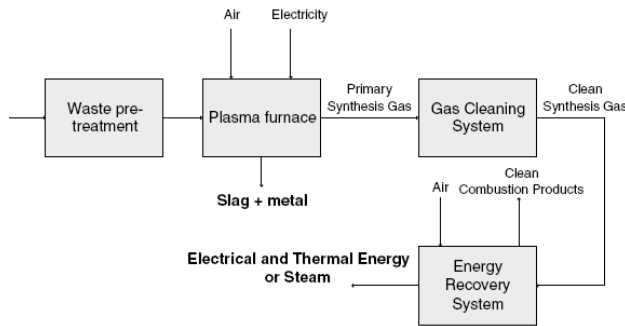 Air
Electricity
Waste pre-
treatment
Plasma furnace
Primary
Synthesis Gas
Gas Cleaning
System
Clean
Synthesis Gas
Slag + metal
Air
Clean
Combustion Products
Electrical and Thermal Energy
or Steam
Energy
Recovery
System